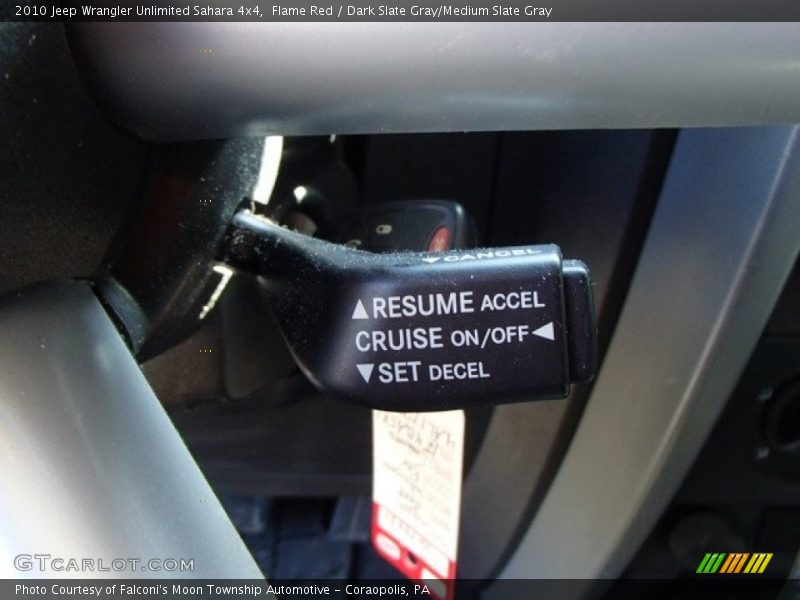 2010 Jeep Wrangler Unlimited Sahara 4x4, Flame Red / Dark Slate Gray/Medium Slate Gray
▼CANCEL
▲RESUME ACCEL
CRUISE ON/OFF◀
▼SET DECEL
GTCARLOT.COM
Photo Courtesy of Falconi's Moon Township Automotive - Coraopolis, PA